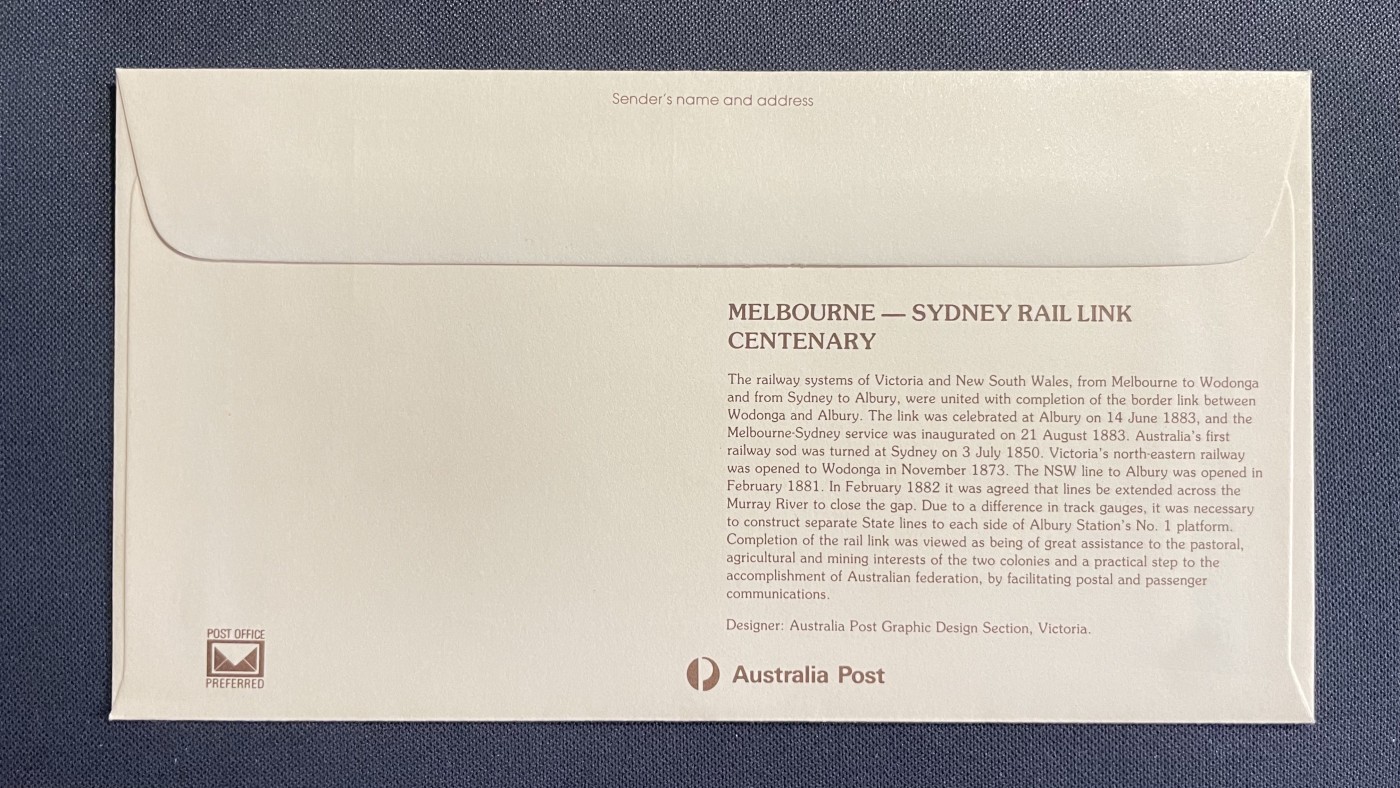 Sender's name and address
MELBOURNE — SYDNEY RAIL LINK
CENTENARY
The railway systems of Victoria and New South Wales, from Melbourne to Wodonga
and from Sydney to Albury, were united with completion of the border link between
Wodonga and Albury. The link was celebrated at Albury on 14 June 1883, and the
Melbourne-Sydney service was inaugurated on 21 August 1883. Australia's first
railway sod was turned at Sydney on 3 July 1850. Victoria's north-eastern railway
was opened to Wodonga in November 1873. The NSW line to Albury was opened in
February 1881. In February 1882 it was agreed that lines be extended across the
Murray River to close the gap. Due to a difference in track gauges, it was necessary
to construct separate State lines to each side of Albury Station's No. 1 platform.
Completion of the rail link was viewed as being of great assistance to the pastoral,
agricultural and mining interests of the two colonies and a practical step to the
accomplishment of Australian federation, by facilitating postal and passenger
communications.
Designer: Australia Post Graphic Design Section, Victoria.
POST OFFICE
PREFERRED
Australia Post